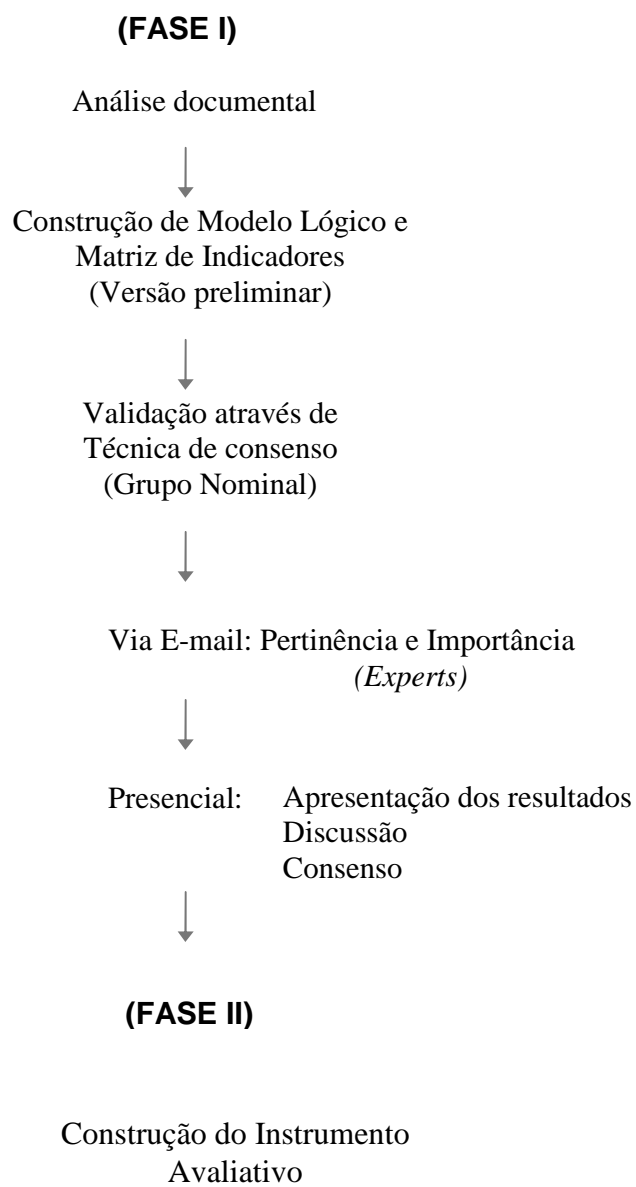 (FASE I)
Análise documental
Construção de Modelo Lógico e
Matriz de Indicadores
(Versão preliminar)
Validação através de
Técnica de consenso
(Grupo Nominal)
Via E-mail: Pertinência e Importância
(Experts)
Presencial: Apresentação dos resultados
Discussão
Consenso
(FASE II)
Construção do Instrumento
Avaliativo